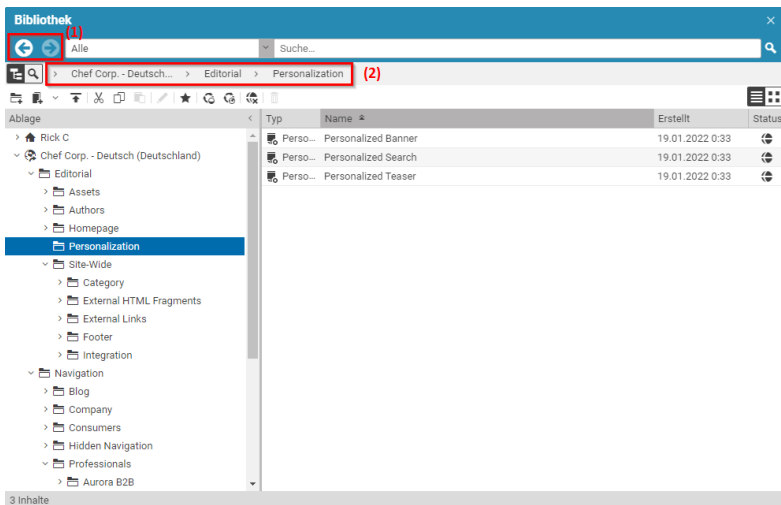 Bibliothek
(1)
Alle
Suche...
> Chef Corp. - Deutsch... > Editorial > Personalization
(2)
Ablage
Typ Name Erstellt Status
Rick C
Chef Corp. - Deutsch (Deutschland)
Editorial
Assets
Authors
Homepage
Personalization
Site-Wide
Category
External HTML Fragments
External Links
Footer
Integration
Navigation
Blog
Company
Consumers
Hidden Navigation
Professionals
Aurora B2B
Perso... Personalized Banner 19.01.2022 0:33
Perso... Personalized Search 19.01.2022 0:33
Perso... Personalized Teaser 19.01.2022 0:33
3 Inhalte